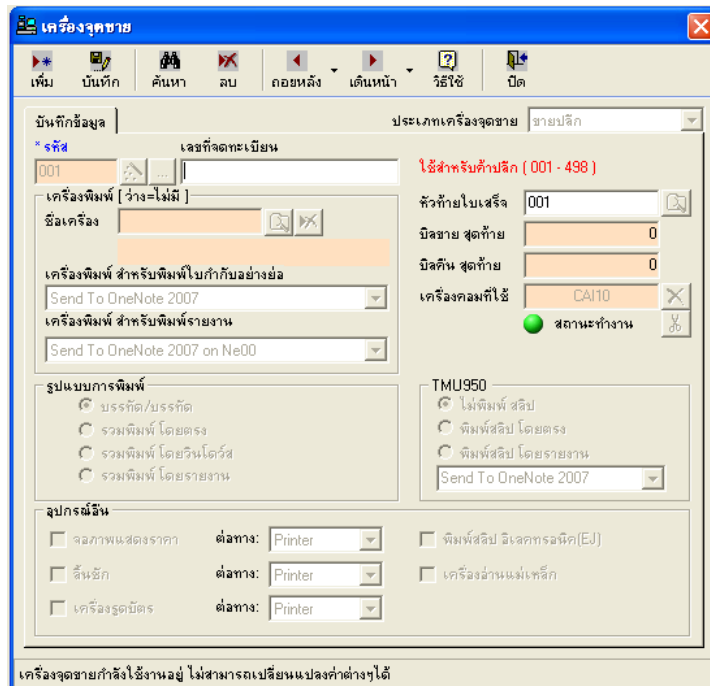 เครื่องจุดขาย
เพิ่ม บันทึก ค้นหา ลบ ถอยหลัง เดินหน้า วิธีใช้ ปิด
บันทึกข้อมูล ประเภทเครื่องจุดขาย ขายปลีก
* รหัส เลขที่จดทะเบียน
001 ... ใช้สำหรับค้าปลีก ( 001 - 498 )
เครื่องพิมพ์ [ ว่าง=ไม่มี ] หัวท้ายใบเสร็จ 001
ชื่อเครื่อง บิลขาย สุดท้าย 0
บิลคืน สุดท้าย 0
เครื่องพิมพ์ สำหรับพิมพ์ใบกำกับอย่างย่อ
Send To OneNote 2007 เครื่องคอมที่ใช้ CAI10
เครื่องพิมพ์ สำหรับพิมพ์รายงาน สถานะทำงาน
Send To OneNote 2007 on Ne00
รูปแบบการพิมพ์ TMU950
บรรทัด/บรรทัด ไม่พิมพ์ สลิป
รวมพิมพ์ โดยตรง พิมพ์สลิป โดยตรง
รวมพิมพ์ โดยวินโดว์ส พิมพ์สลิป โดยรายงาน
รวมพิมพ์ โดยรายงาน Send To OneNote 2007
อุปกรณ์อื่น
จอภาพแสดงราคา ต่อทาง: Printer พิมพ์สลิป อิเลคทรอนิค(EJ)
ลิ้นชัก ต่อทาง: Printer เครื่องอ่านแม่เหล็ก
เครื่องรูดบัตร ต่อทาง: Printer
เครื่องจุดขายกำลังใช้งานอยู่ ไม่สามารถเปลี่ยนแปลงค่าต่างๆได้